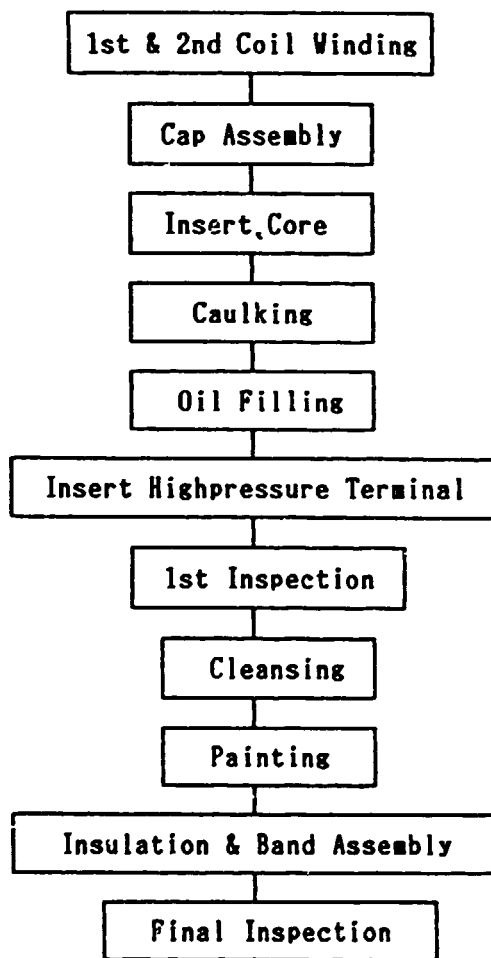 1st & 2nd Coil Winding
Cap Assembly
Insert Core
Caulking
Oil Filling
Insert Highpressure Terminal
1st Inspection
Cleansing
Painting
Insulation & Band Assembly
Final Inspection